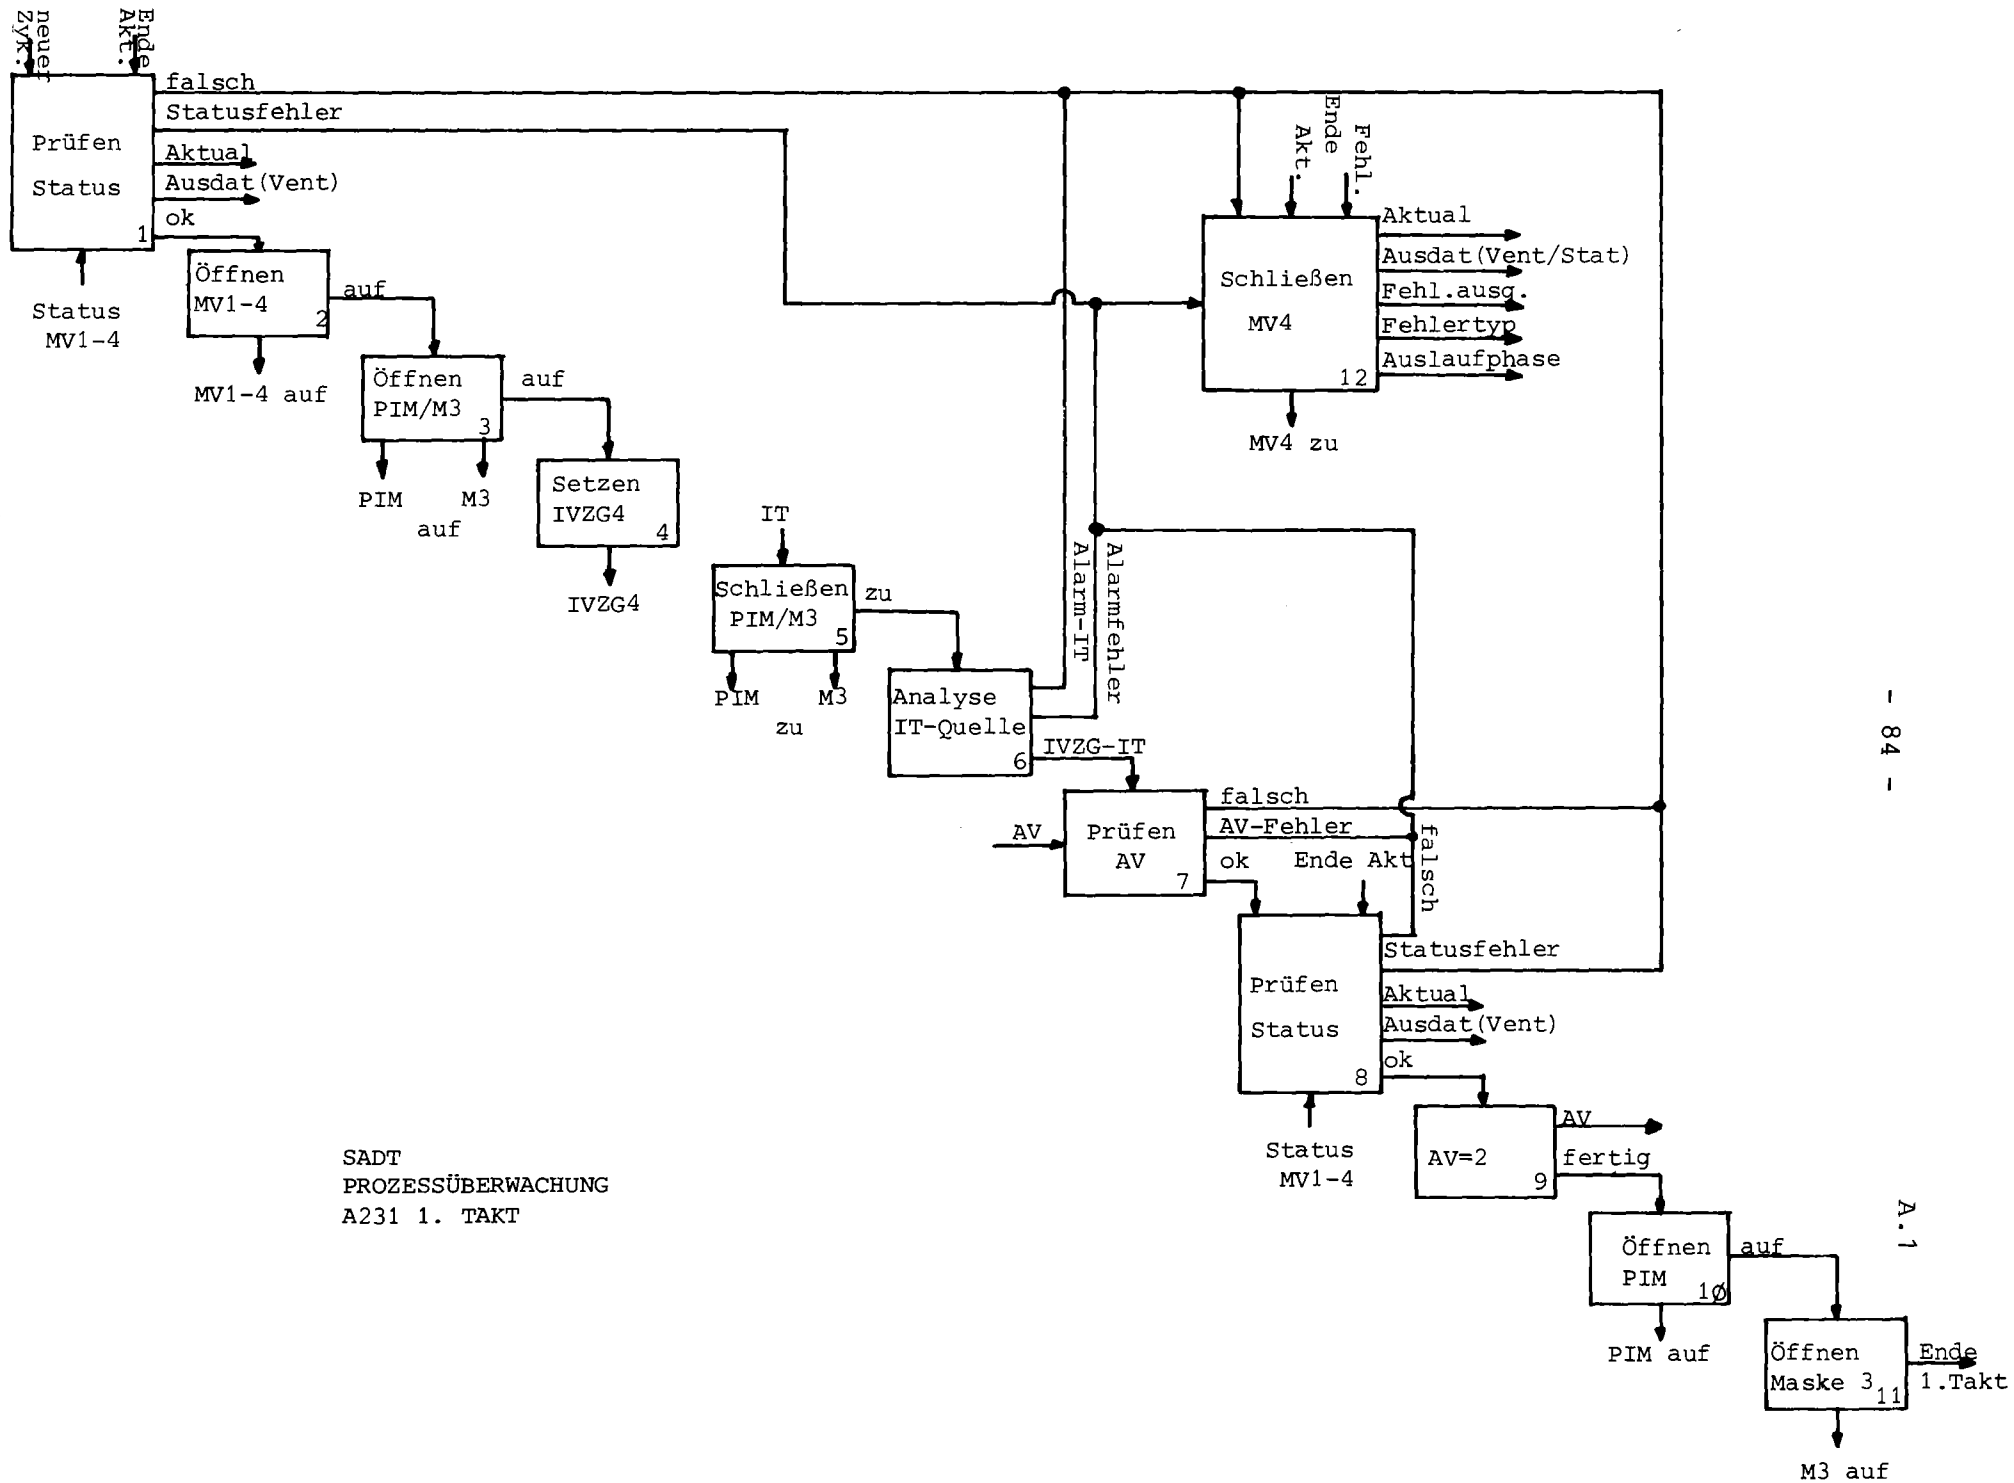 neuer
Zyk.
Ende
Akt.
falsch
Statusfehler
Prüfen
Status
1
Aktual
Ausdat(Vent)
ok
Status
MV1-4
Öffnen
MV1-4
2
auf
MV1-4 auf
Öffnen
PIM/M3
3
auf
PIM
M3
auf
Setzen
IVZG4
4
IVZG4
IT
Schließen
PIM/M3
5
zu
PIM
M3
zu
Analyse
IT-Quelle
6
Alarm-IT
Alarmfehler
IVZG-IT
Ende
Akt.
Fehl.
Schließen
MV4
12
Aktual
Ausdat(Vent/Stat)
Fehl.ausg.
Fehlertyp
Auslaufphase
MV4 zu
AV
Prüfen
AV
7
falsch
AV-Fehler
ok
Ende Akt
falsch
Statusfehler
Prüfen
Status
8
Aktual
Ausdat(Vent)
ok
Status
MV1-4
AV=2
9
AV
fertig
Öffnen
PIM
1Ø
auf
PIM auf
Öffnen
Maske 3
11
Ende
1.Takt
M3 auf
SADT
PROZESSÜBERWACHUNG
A231 1. TAKT
- 84 -
A.1